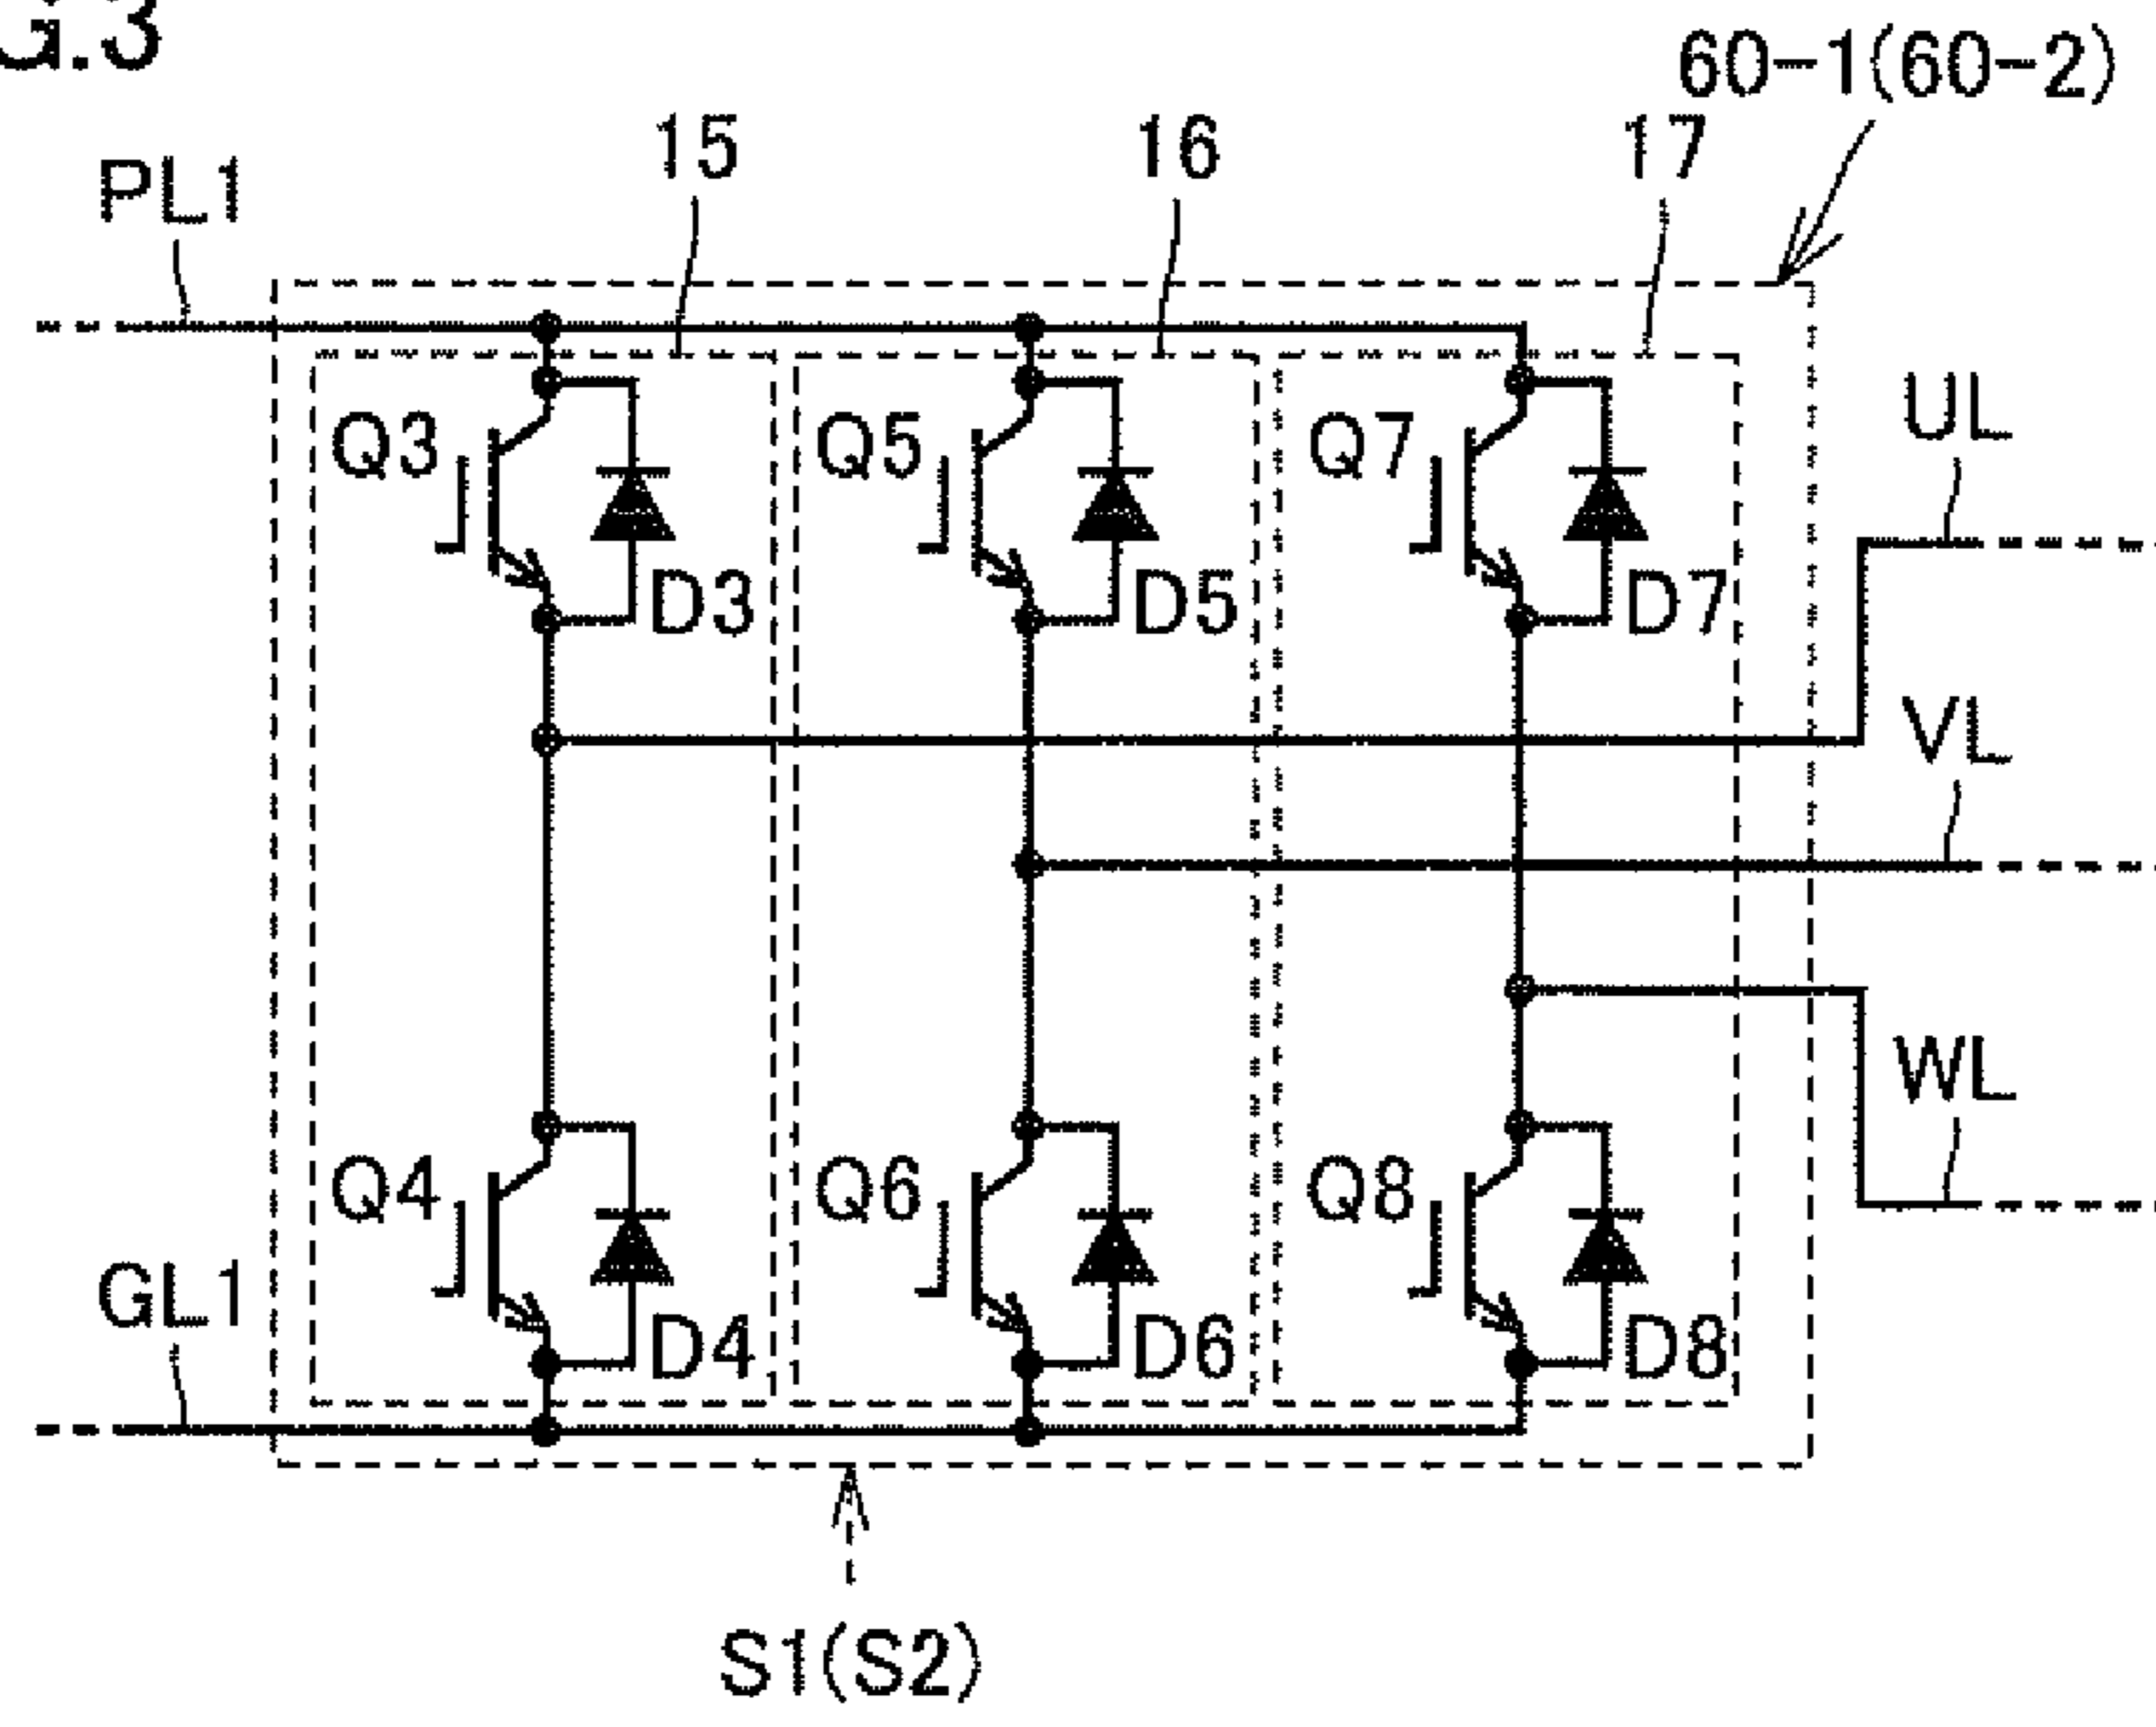 G.3
60-1(60-2)
15 16 17
PL1
Q3 Q5 Q7 UL
D3 D5 D7
VL
WL
Q4 Q6 Q8
GL1
D4 D6 D8
S1(S2)